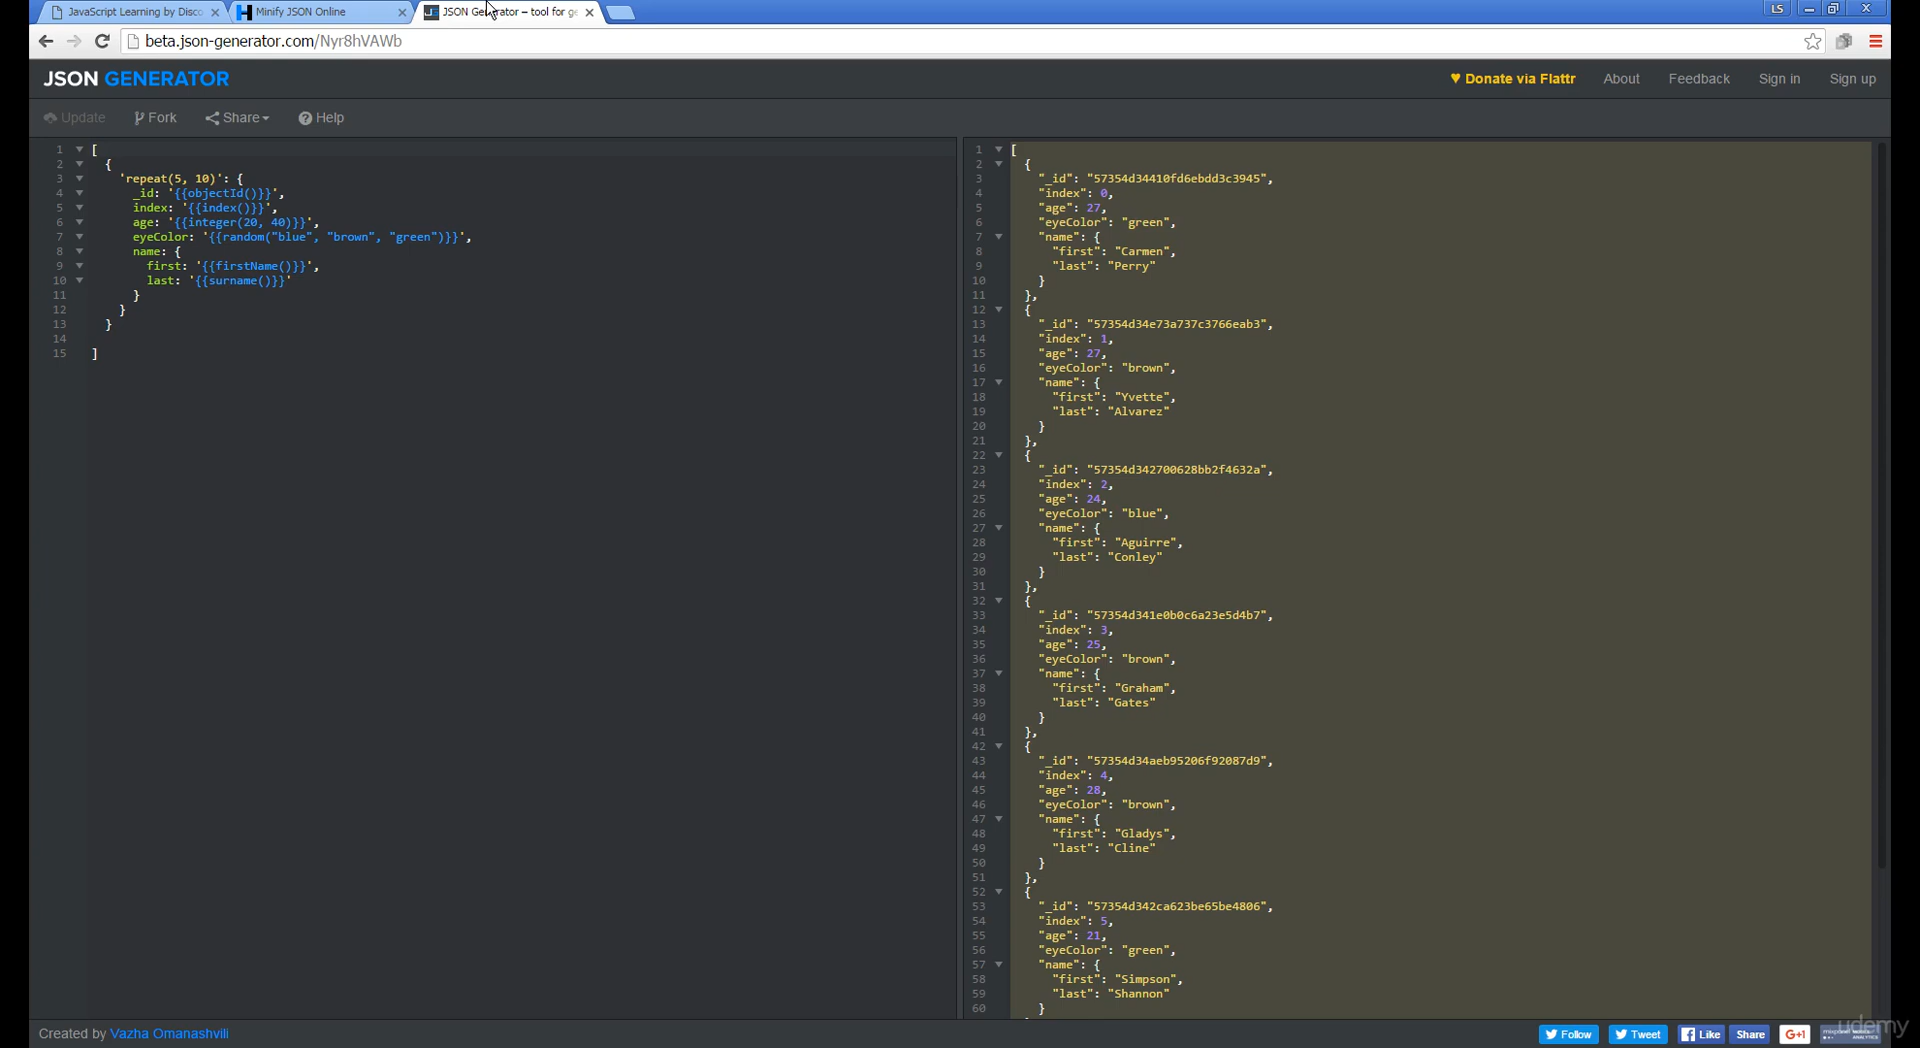 JavaScript Learning by Disco
Minify JSON Online
JSON Generator – tool for ge
LS
beta.json-generator.com/Nyr8hVAWb
JSON GENERATOR
♥ Donate via Flattr
About
Feedback
Sign in
Sign up
Update
Fork
Share
Help
1 [
2 {
3 'repeat(5, 10)': {
4 _id: '{{objectId()}}',
5 index: '{{index()}}',
6 age: '{{integer(20, 40)}}',
7 eyeColor: '{{random("blue", "brown", "green")}}',
8 name: {
9 first: '{{firstName()}}',
10 last: '{{surname()}}'
11 }
12 }
13 }
14
15 ]
1 [
2 {
3 "_id": "57354d34410fd6ebdd3c3945",
4 "index": 0,
5 "age": 27,
6 "eyeColor": "green",
7 "name": {
8 "first": "Carmen",
9 "last": "Perry"
10 }
11 },
12 {
13 "_id": "57354d34e73a737c3766eab3",
14 "index": 1,
15 "age": 27,
16 "eyeColor": "brown",
17 "name": {
18 "first": "Yvette",
19 "last": "Alvarez"
20 }
21 },
22 {
23 "_id": "57354d342700628bb2f4632a",
24 "index": 2,
25 "age": 24,
26 "eyeColor": "blue",
27 "name": {
28 "first": "Aguirre",
29 "last": "Conley"
30 }
31 },
32 {
33 "_id": "57354d341e0b0c6a23e5d4b7",
34 "index": 3,
35 "age": 25,
36 "eyeColor": "brown",
37 "name": {
38 "first": "Graham",
39 "last": "Gates"
40 }
41 },
42 {
43 "_id": "57354d34aeb95206f92087d9",
44 "index": 4,
45 "age": 28,
46 "eyeColor": "brown",
47 "name": {
48 "first": "Gladys",
49 "last": "Cline"
50 }
51 },
52 {
53 "_id": "57354d342ca623be65be4806",
54 "index": 5,
55 "age": 21,
56 "eyeColor": "green",
57 "name": {
58 "first": "Simpson",
59 "last": "Shannon"
60 }
Created by Vazha Omanashvili
Follow
Tweet
Like
Share
G+1
udemy